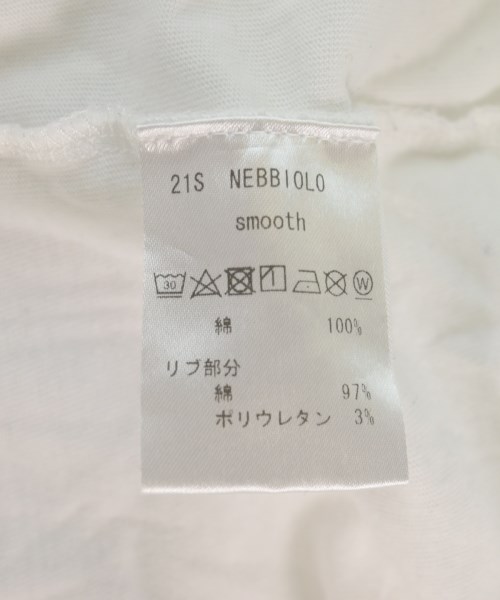 21S NEBBIOLO
smooth
30 W
綿 100%
リブ部分
綿 97%
ポリウレタン 3%